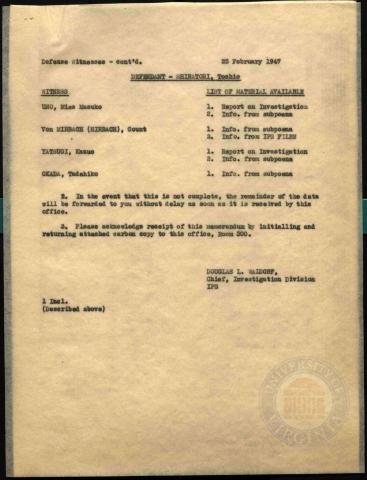 Defense Witnesses - cont'd. 25 February 1947
DEFENDANT - SHIRATORI, Toshio
WITNESS LIST OF MATERIAL AVAILABLE
UNO, Miss Masuko 1. Report on Investigation
2. Info. from subpoena
Von MIRBACH (HIRBACH), Count 1. Info. from subpoena
2. Info. from IPS FILES
YATSUGI, Kazuo 1. Report on Investigation
2. Info. from subpoena
OKADA, Tadahiko 1. Info. from subpoena
2. In the event that this is not complete, the remainder of the data
will be forwarded to you without delay as soon as it is received by this
office.
3. Please acknowledge receipt of this memorandum by initialling and
returning attached carbon copy to this office, Room 300.
DOUGLAS L. WALDORF,
Chief, Investigation Division
IPS
1 Incl.
(Described above)
UNIVERSITY OF VIRGINIA